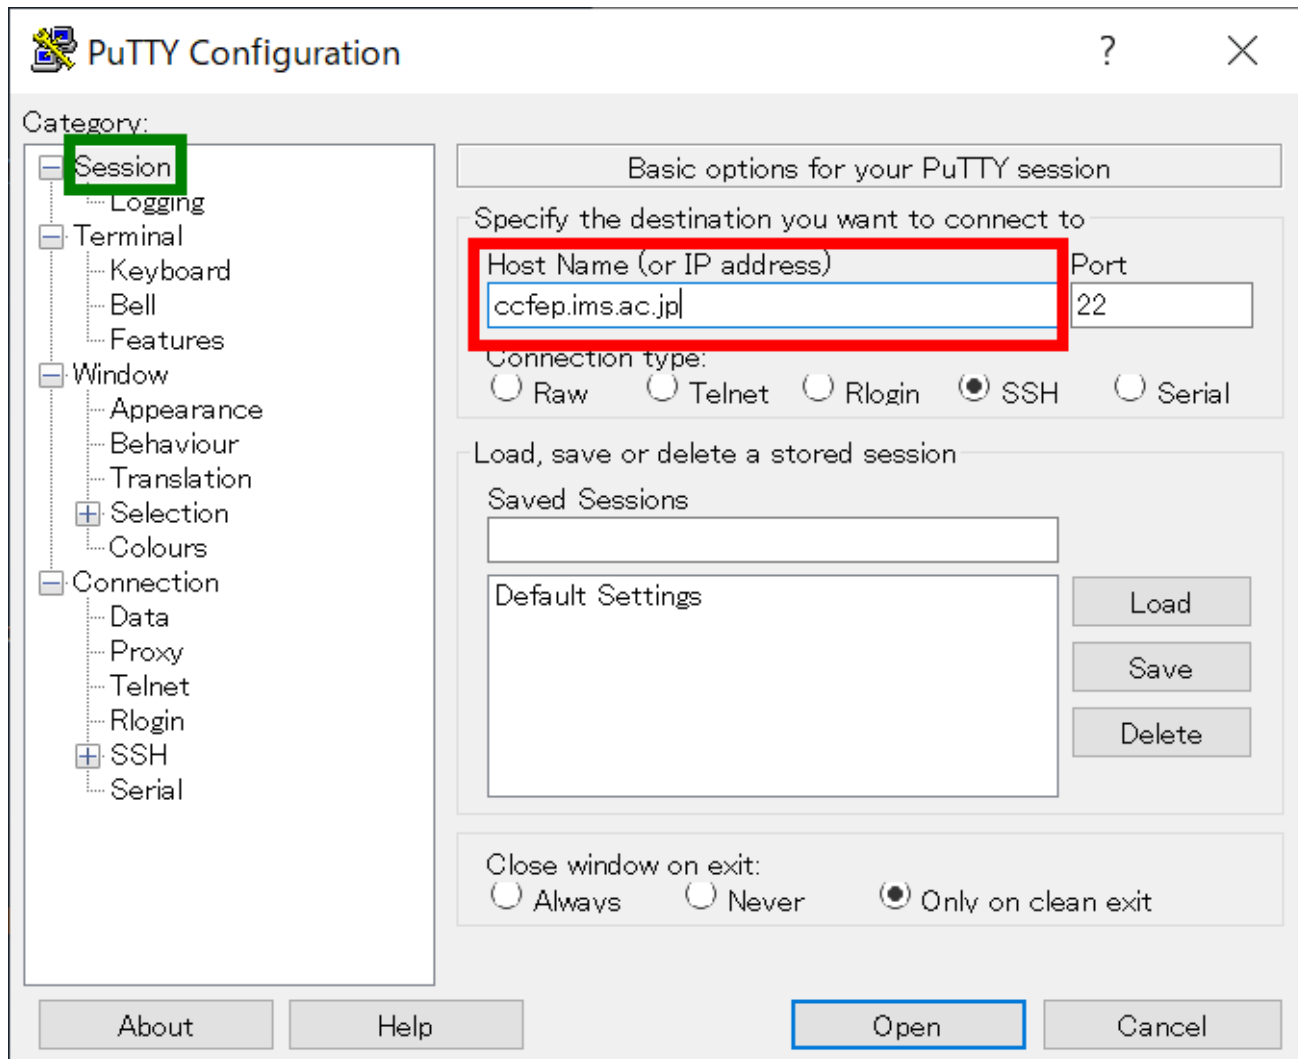 PuTTY Configuration
?
Category:
Session
Logging
Terminal
Keyboard
Bell
Features
Window
Appearance
Behaviour
Translation
Selection
Colours
Connection
Data
Proxy
Telnet
Rlogin
SSH
Serial
Basic options for your PuTTY session
Specify the destination you want to connect to
Host Name (or IP address) Port
ccfep.ims.ac.jp 22
Connection type:
Raw Telnet Rlogin SSH Serial
Load, save or delete a stored session
Saved Sessions
Default Settings
Load
Save
Delete
Close window on exit:
Always Never Only on clean exit
About Help Open Cancel